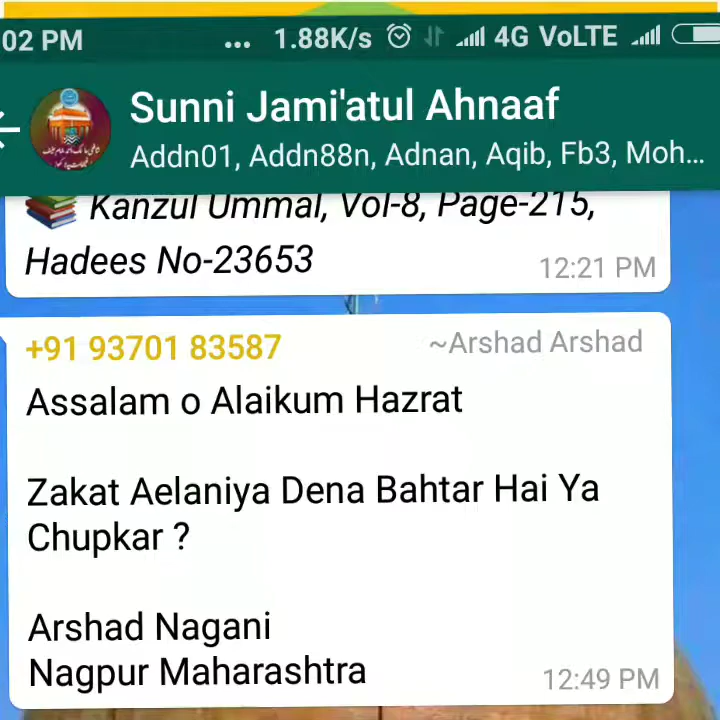 02 PM ... 1.88K/s 4G VoLTE
Sunni Jami'atul Ahnaaf
Addn01, Addn88n, Adnan, Aqib, Fb3, Moh...
Kanzul Ummal, Vol-8, Page-215,
Hadees No-23653
12:21 PM
+91 93701 83587 ~Arshad Arshad
Assalam o Alaikum Hazrat
Zakat Aelaniya Dena Bahtar Hai Ya
Chupkar ?
Arshad Nagani
Nagpur Maharashtra
12:49 PM